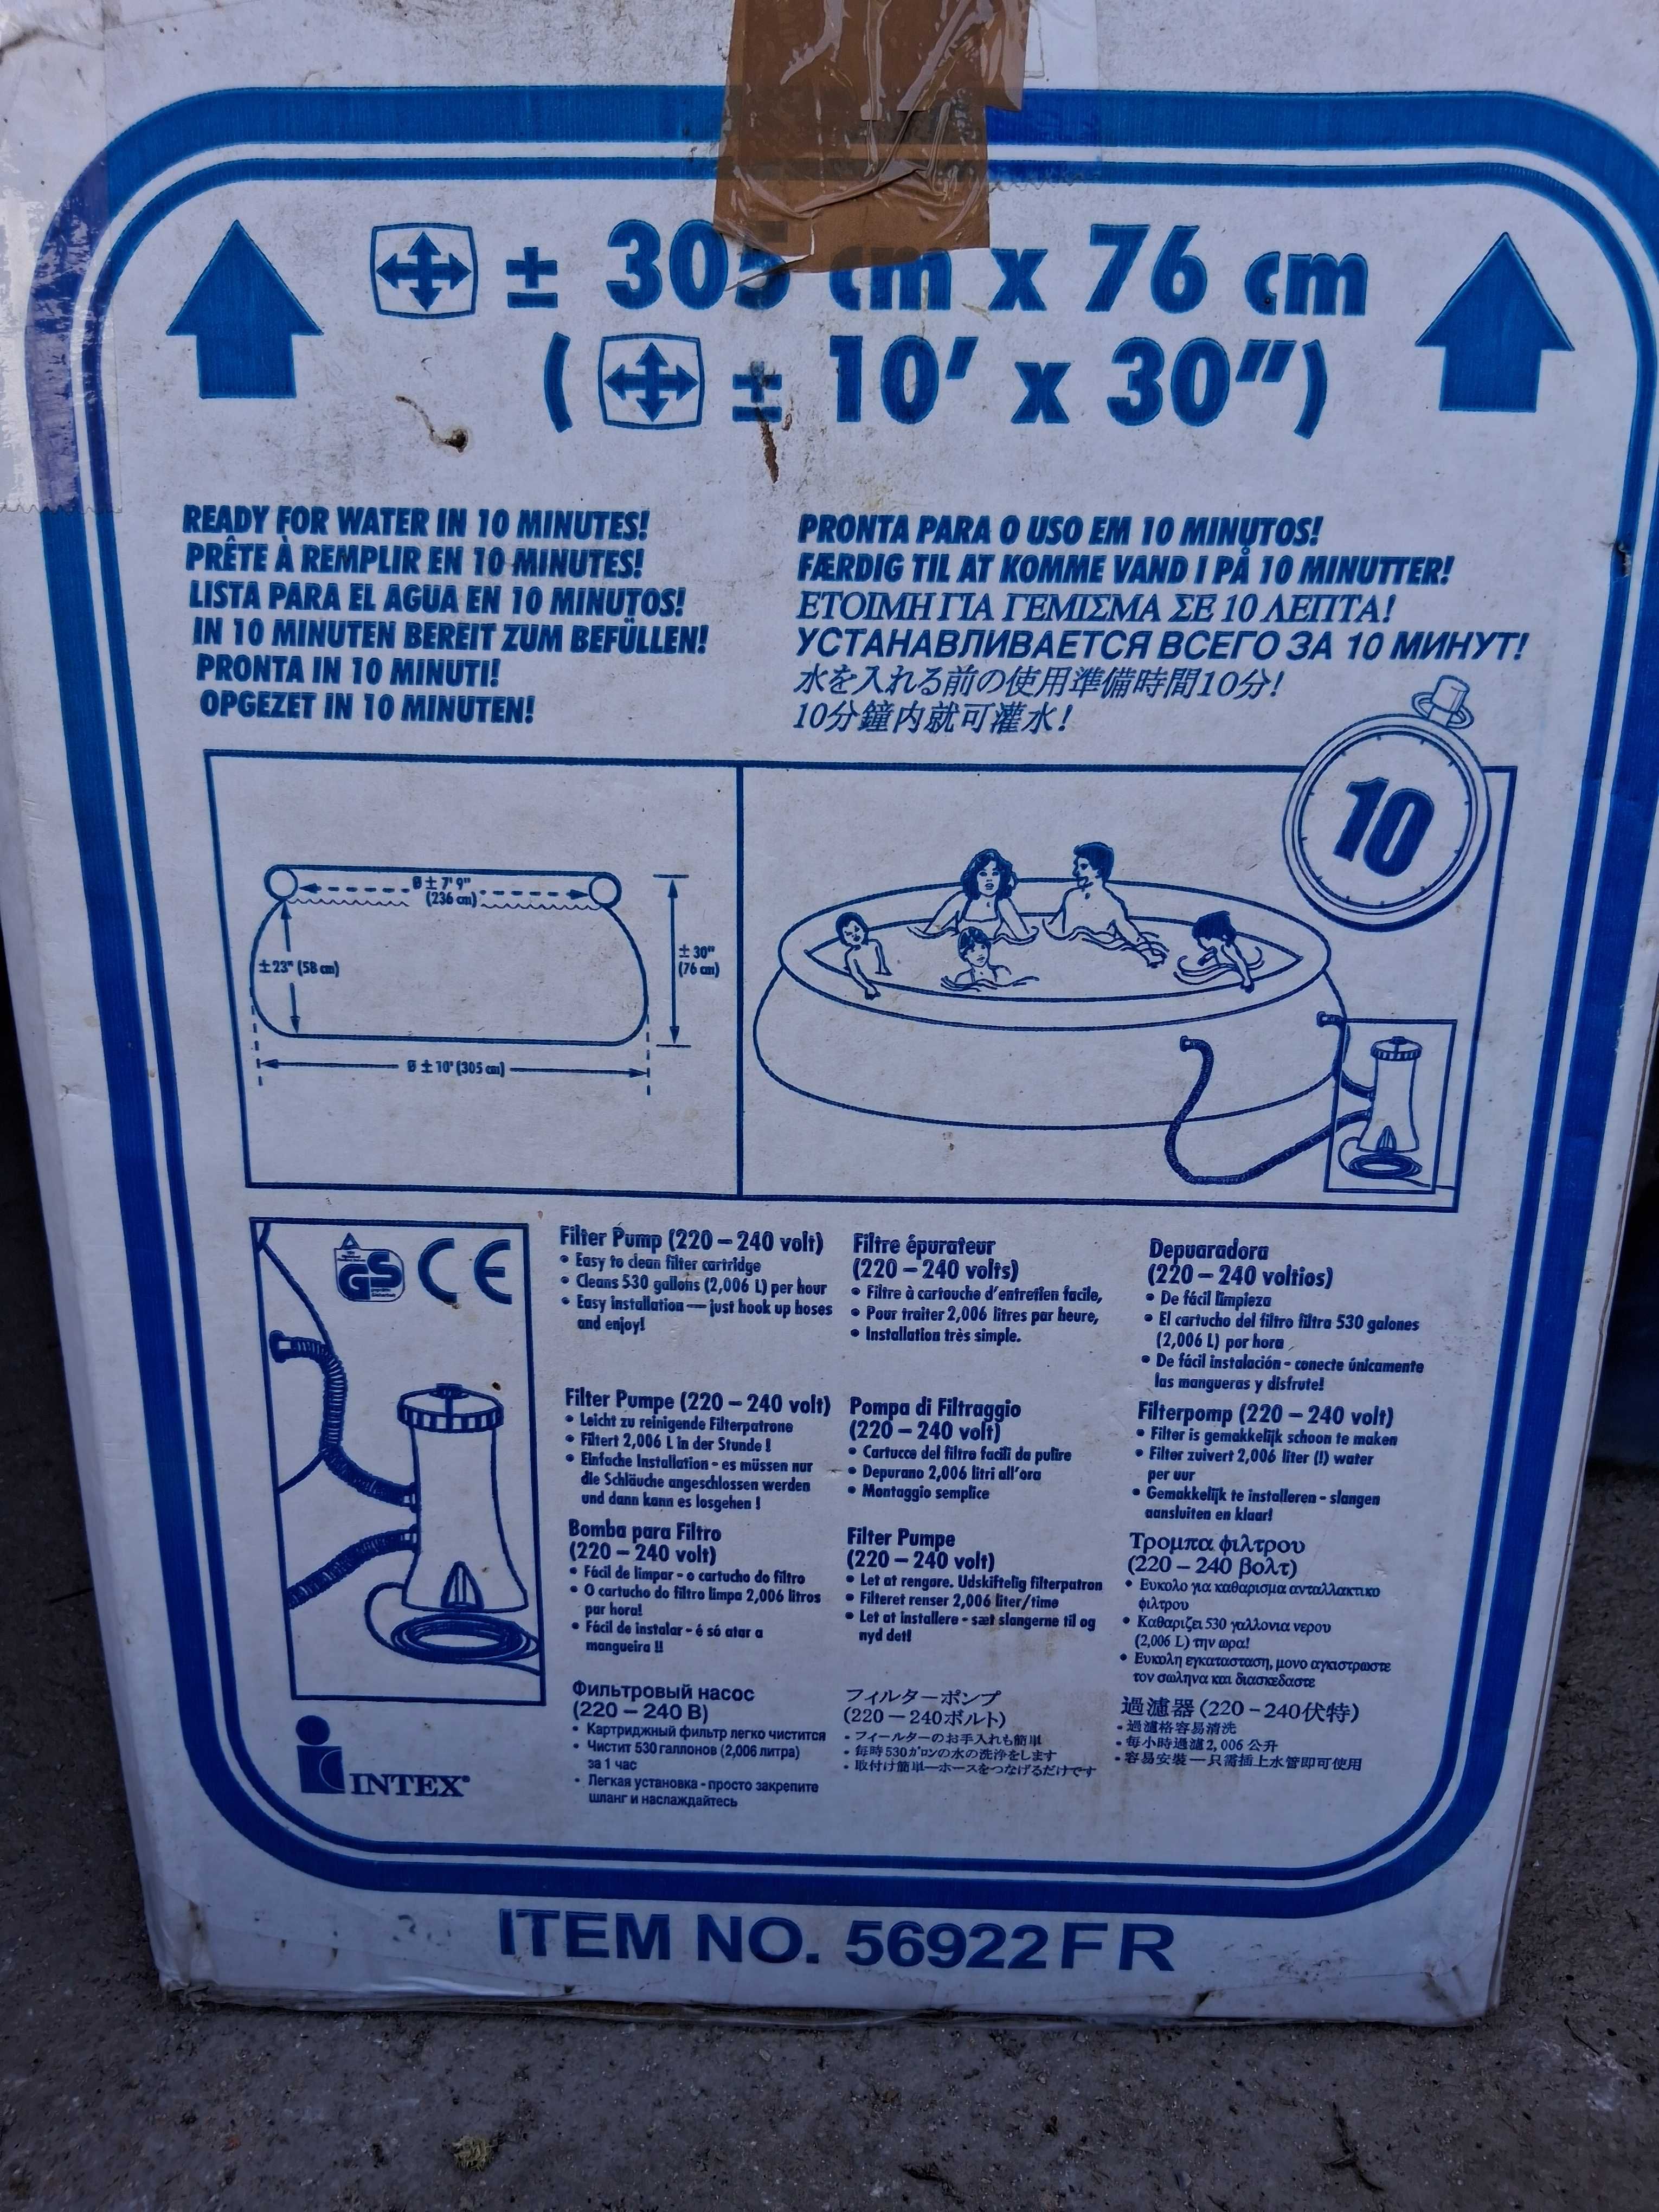 ± 305 cm x 76 cm
( ± 10' x 30")
READY FOR WATER IN 10 MINUTES!
PRÊTE À REMPLIR EN 10 MINUTES!
LISTA PARA EL AGUA EN 10 MINUTOS!
IN 10 MINUTEN BEREIT ZUM BEFÜLLEN!
PRONTA IN 10 MINUTI!
OPGEZET IN 10 MINUTEN!
PRONTA PARA O USO EM 10 MINUTOS!
FÆRDIG TIL AT KOMME VAND I PÅ 10 MINUTTER!
ΕΤΟΙΜΗ ΓΙΑ ΓΕΜΙΣΜΑ ΣΕ 10 ΛΕΠΤΑ!
УСТАНАВЛИВАЕТСЯ ВСЕГО ЗА 10 МИНУТ!
水を入れる前の使用準備時間10分!
10分鐘內就可灌水!
10
Ø ± 7' 9"
(236 cm)
± 23" (58 cm)
± 30"
(76 cm)
Ø ± 10' (305 cm)
GS CE
Filter Pump (220 – 240 volt)
• Easy to clean filter cartridge
• Cleans 530 gallons (2,006 L) per hour
• Easy installation — just hook up hoses
and enjoy!
Filtre épurateur
(220 – 240 volts)
• Filtre à cartouche d'entretien facile,
• Pour traiter 2,006 litres par heure,
• Installation très simple.
Depuaradora
(220 – 240 voltios)
• De fácil limpieza
• El cartucho del filtro filtra 530 galones
(2,006 L) por hora
• De fácil instalación - conecte únicamente
las mangueras y disfrute!
Filter Pumpe (220 – 240 volt)
• Leicht zu reinigende Filterpatrone
• Filtert 2,006 L in der Stunde !
• Einfache Installation - es müssen nur
die Schläuche angeschlossen werden
und dann kann es losgehen !
Pompa di Filtraggio
(220 – 240 volt)
• Cartucce del filtro facili da pulire
• Depurano 2,006 litri all'ora
• Montaggio semplice
Filterpomp (220 – 240 volt)
• Filter is gemakkelijk schoon te maken
• Filter zuivert 2,006 liter (!) water
per uur
• Gemakkelijk te installeren - slangen
aansluiten en klaar!
Bomba para Filtro
(220 – 240 volt)
• Fácil de limpar - o cartucho do filtro
• O cartucho do filtro limpa 2,006 litros
par hora!
• Fácil de instalar - é só atar a
mangueira !!
Filter Pumpe
(220 – 240 volt)
• Let at rengøre. Udskiftelig filterpatron
• Filteret renser 2,006 liter/time
• Let at installere - sæt slangerne til og
nyd det!
Τρομπα φιλτρου
(220 – 240 βολτ)
• Ευκολο για καθαρισμα ανταλλακτικο
φιλτρου
• Καθαριζει 530 γαλλονια νερου
(2,006 L) την ωρα!
• Ευκολη εγκατασταση, μονο αγκιστρωστε
τον σωληνα και διασκεδαστε
Фильтровый насос
(220 – 240 В)
• Картриджный фильтр легко чистится
• Чистит 530 галлонов (2,006 литра)
за 1 час
• Легкая установка - просто закрепите
шланг и наслаждайтесь
フィルターポンプ
(220 – 240ボルト)
・フィールターのお手入れも簡単
・毎時530ガロンの水の洗浄をします
・取付け簡単一ホースをつなげるだけです
過濾器 (220 – 240伏特)
・過濾格容易清洗
・每小時過濾2,006 公升
・容易安裝 — 只需插上水管即可使用
INTEX®
ITEM NO. 56922FR